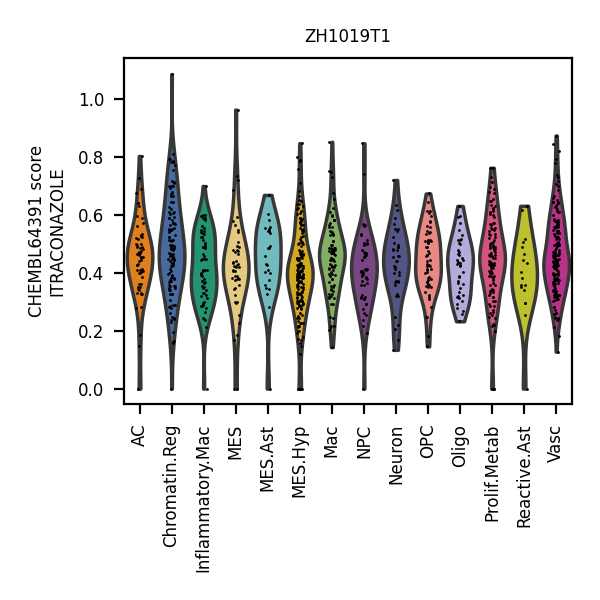 ZH1019T1
CHEMBL64391 score
ITRACONAZOLE
1.0
0.8
0.6
0.4
0.2
0.0
AC
Chromatin.Reg
Inflammatory.Mac
MES
MES.Ast
MES.Hyp
Mac
NPC
Neuron
OPC
Oligo
Prolif.Metab
Reactive.Ast
Vasc